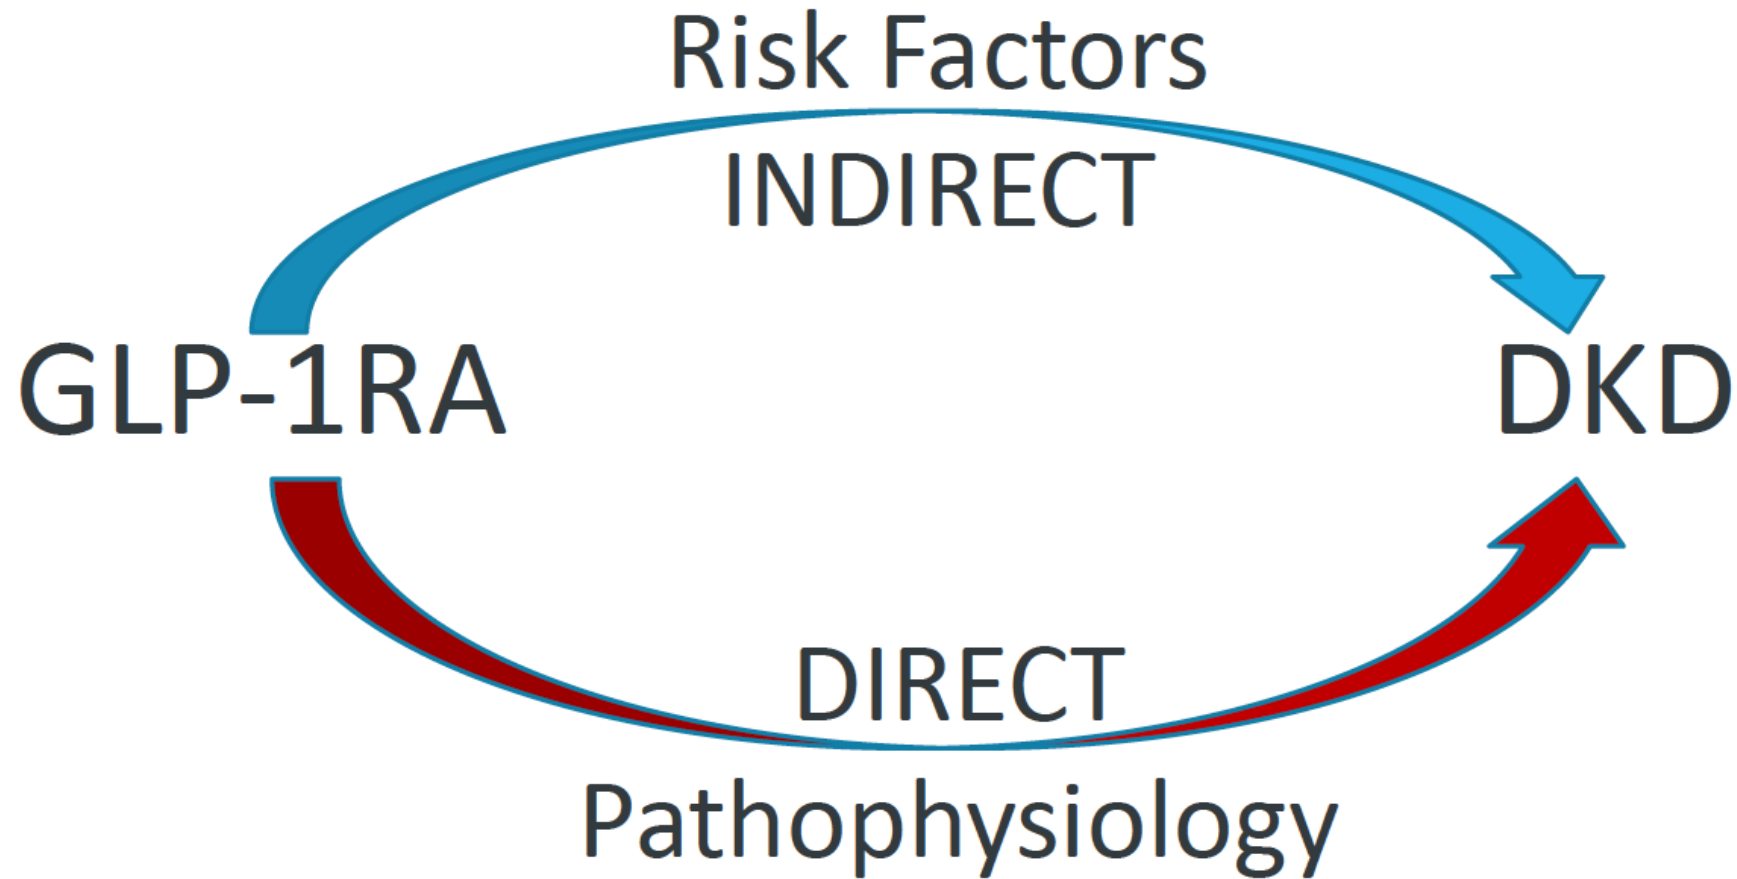 Risk Factors
INDIRECT
GLP-1RA
DKD
DIRECT
Pathophysiology